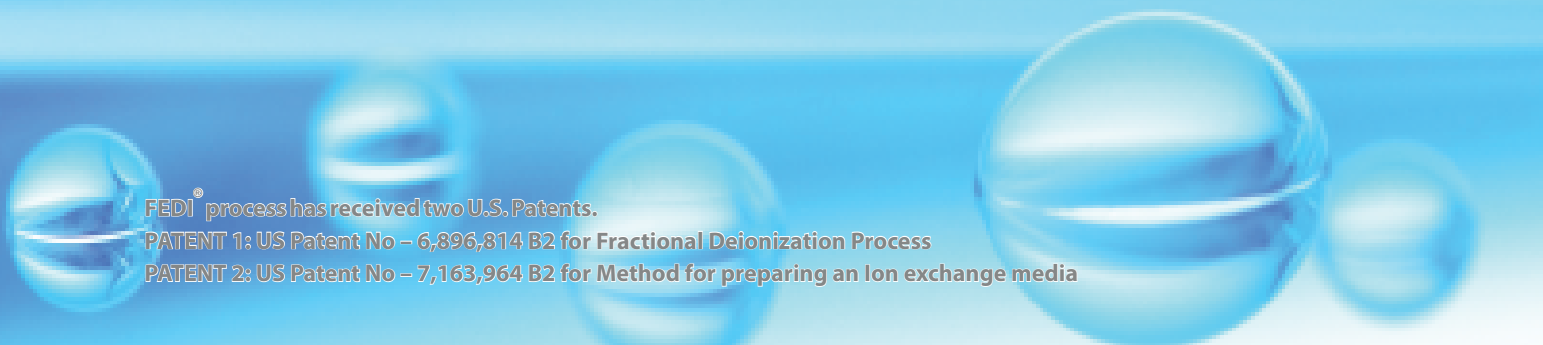 FEDI® process has received two U.S. Patents.
PATENT 1: US Patent No – 6,896,814 B2 for Fractional Deionization Process
PATENT 2: US Patent No – 7,163,964 B2 for Method for preparing an Ion exchange media